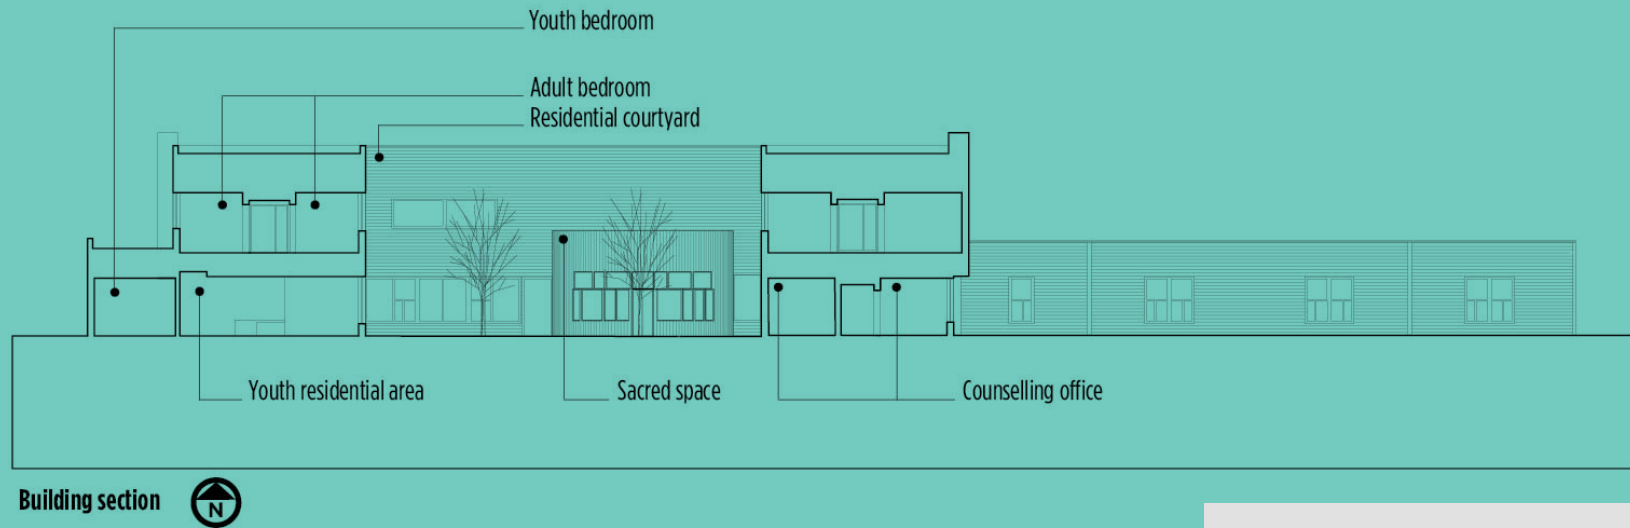 Youth bedroom
Adult bedroom
Residential courtyard
Youth residential area
Sacred space
Counselling office
Building section
N